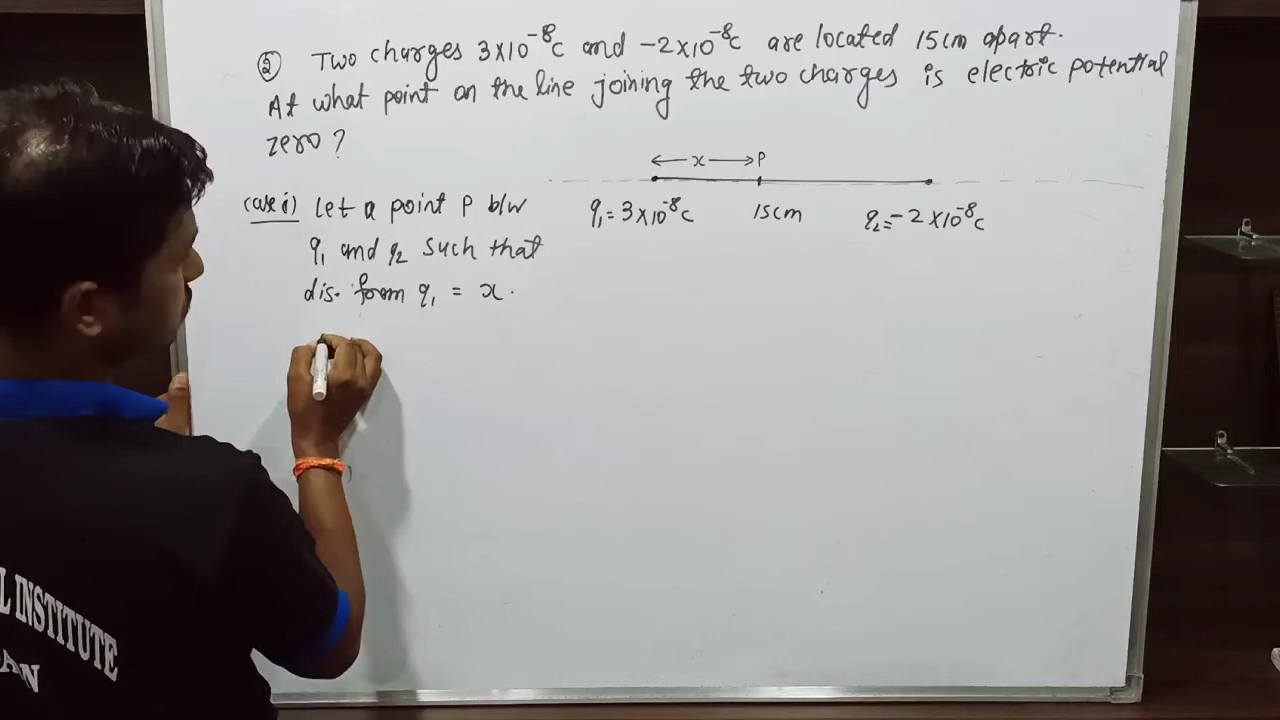 ② Two charges 3×10⁻⁸C and -2×10⁻⁸C are located 15cm apart.
At what point on the line joining the two charges is electric potential
zero?
x P
(case i) Let a point P b/w
q₁ = 3×10⁻⁸C 15cm q₂ = -2×10⁻⁸C
q₁ and q₂ such that
dis. form q₁ = x.
L INSTITUTE
AN